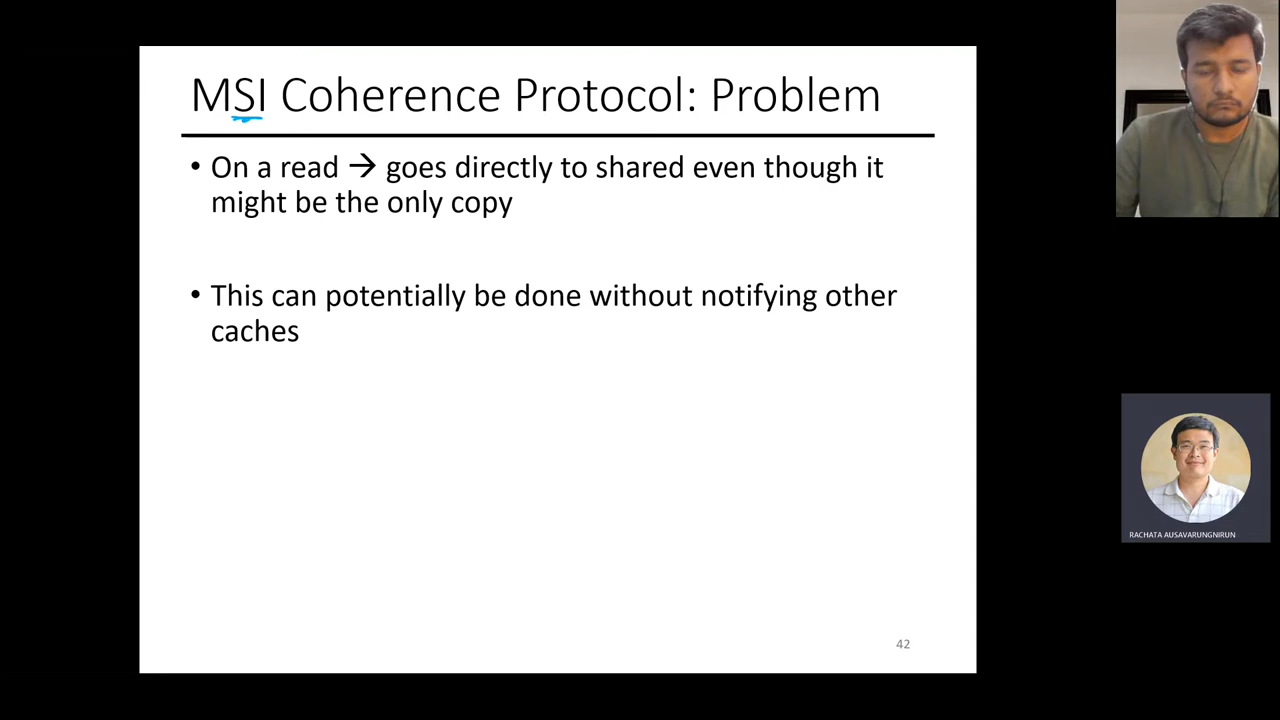 MSI Coherence Protocol: Problem
• On a read → goes directly to shared even though it
might be the only copy
• This can potentially be done without notifying other
caches
42
RACHATA AUSAVARUNGNIRUN